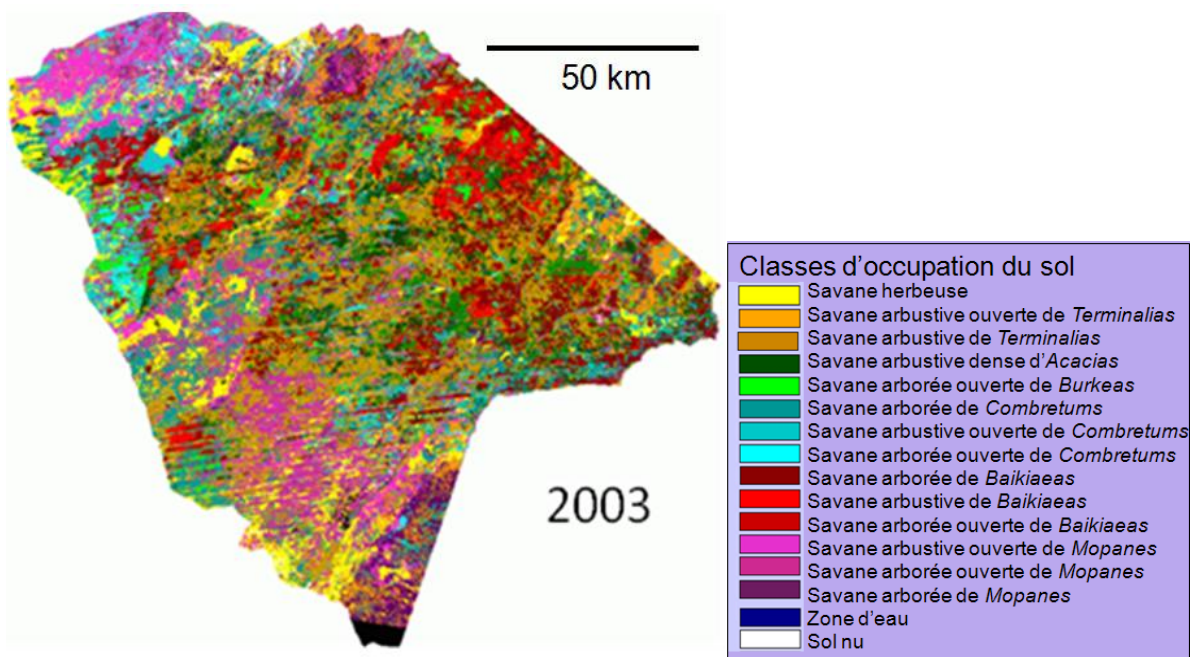 50 km
2003
Classes d'occupation du sol
Savane herbeuse
Savane arbustive ouverte de Terminalias
Savane arbustive de Terminalias
Savane arbustive dense d'Acacias
Savane arborée ouverte de Burkeas
Savane arborée de Combretums
Savane arbustive ouverte de Combretums
Savane arborée ouverte de Combretums
Savane arborée de Baikiaeas
Savane arbustive de Baikiaeas
Savane arborée ouverte de Baikiaeas
Savane arbustive ouverte de Mopanes
Savane arborée ouverte de Mopanes
Savane arborée de Mopanes
Zone d'eau
Sol nu